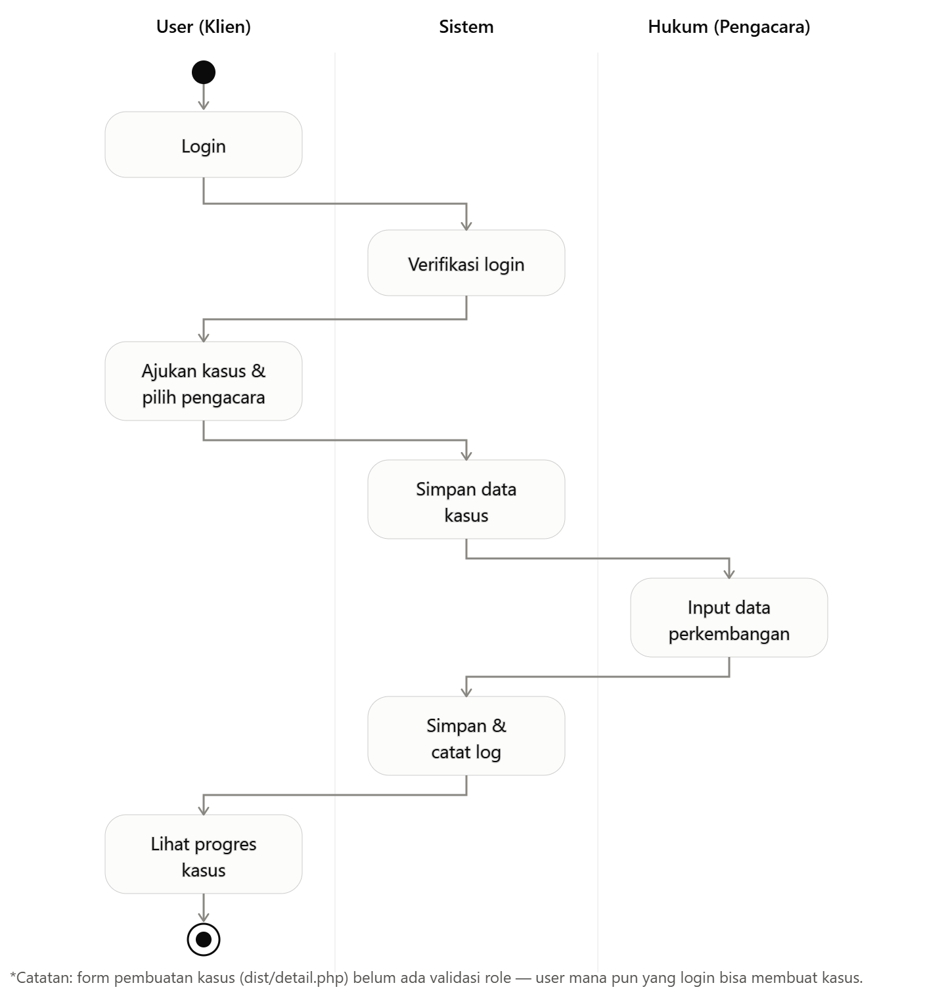 User (Klien)
Sistem
Hukum (Pengacara)
Login
Verifikasi login
Ajukan kasus &
pilih pengacara
Simpan data
kasus
Input data
perkembangan
Simpan &
catat log
Lihat progres
kasus
*Catatan: form pembuatan kasus (dist/detail.php) belum ada validasi role — user mana pun yang login bisa membuat kasus.